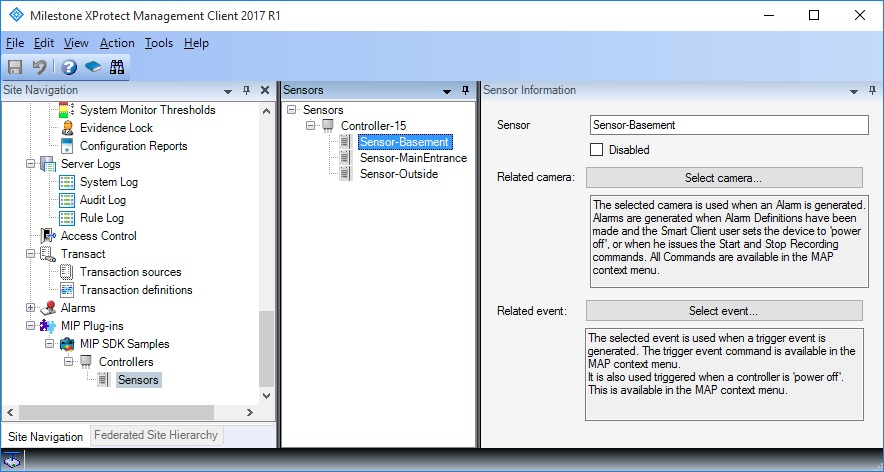 Milestone XProtect Management Client 2017 R1
File Edit View Action Tools Help
Site Navigation
System Monitor Thresholds
Evidence Lock
Configuration Reports
Server Logs
System Log
Audit Log
Rule Log
Access Control
Transact
Transaction sources
Transaction definitions
Alarms
MIP Plug-ins
MIP SDK Samples
Controllers
Sensors
Site Navigation Federated Site Hierarchy
Sensors
Sensors
Controller-15
Sensor-Basement
Sensor-MainEntrance
Sensor-Outside
Sensor Information
Sensor Sensor-Basement
Disabled
Related camera: Select camera...
The selected camera is used when an Alarm is generated.
Alarms are generated when Alarm Definitions have been
made and the Smart Client user sets the device to 'power
off', or when he issues the Start and Stop Recording
commands. All Commands are available in the MAP
context menu.
Related event: Select event...
The selected event is used when a trigger event is
generated. The trigger event command is available in the
MAP context menu.
It is also used triggered when a controller is 'power off'.
This is available in the MAP context menu.